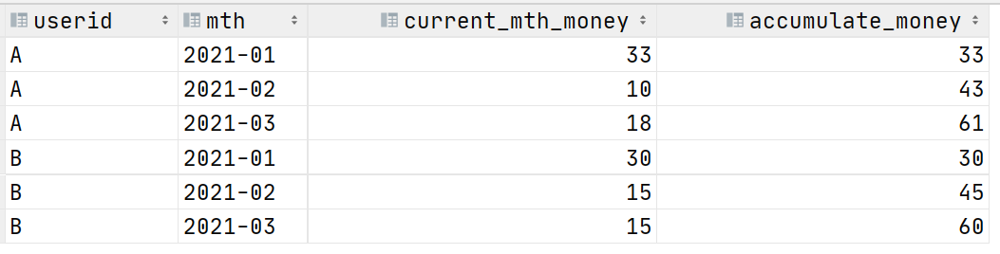 userid mth current_mth_money accumulate_money
A 2021-01 33 33
A 2021-02 10 43
A 2021-03 18 61
B 2021-01 30 30
B 2021-02 15 45
B 2021-03 15 60